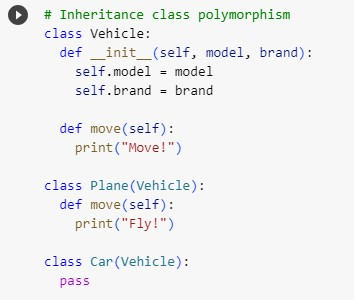 # Inheritance class polymorphism
class Vehicle:
  def __init__(self, model, brand):
    self.model = model
    self.brand = brand

  def move(self):
    print("Move!")

class Plane(Vehicle):
  def move(self):
    print("Fly!")

class Car(Vehicle):
  pass